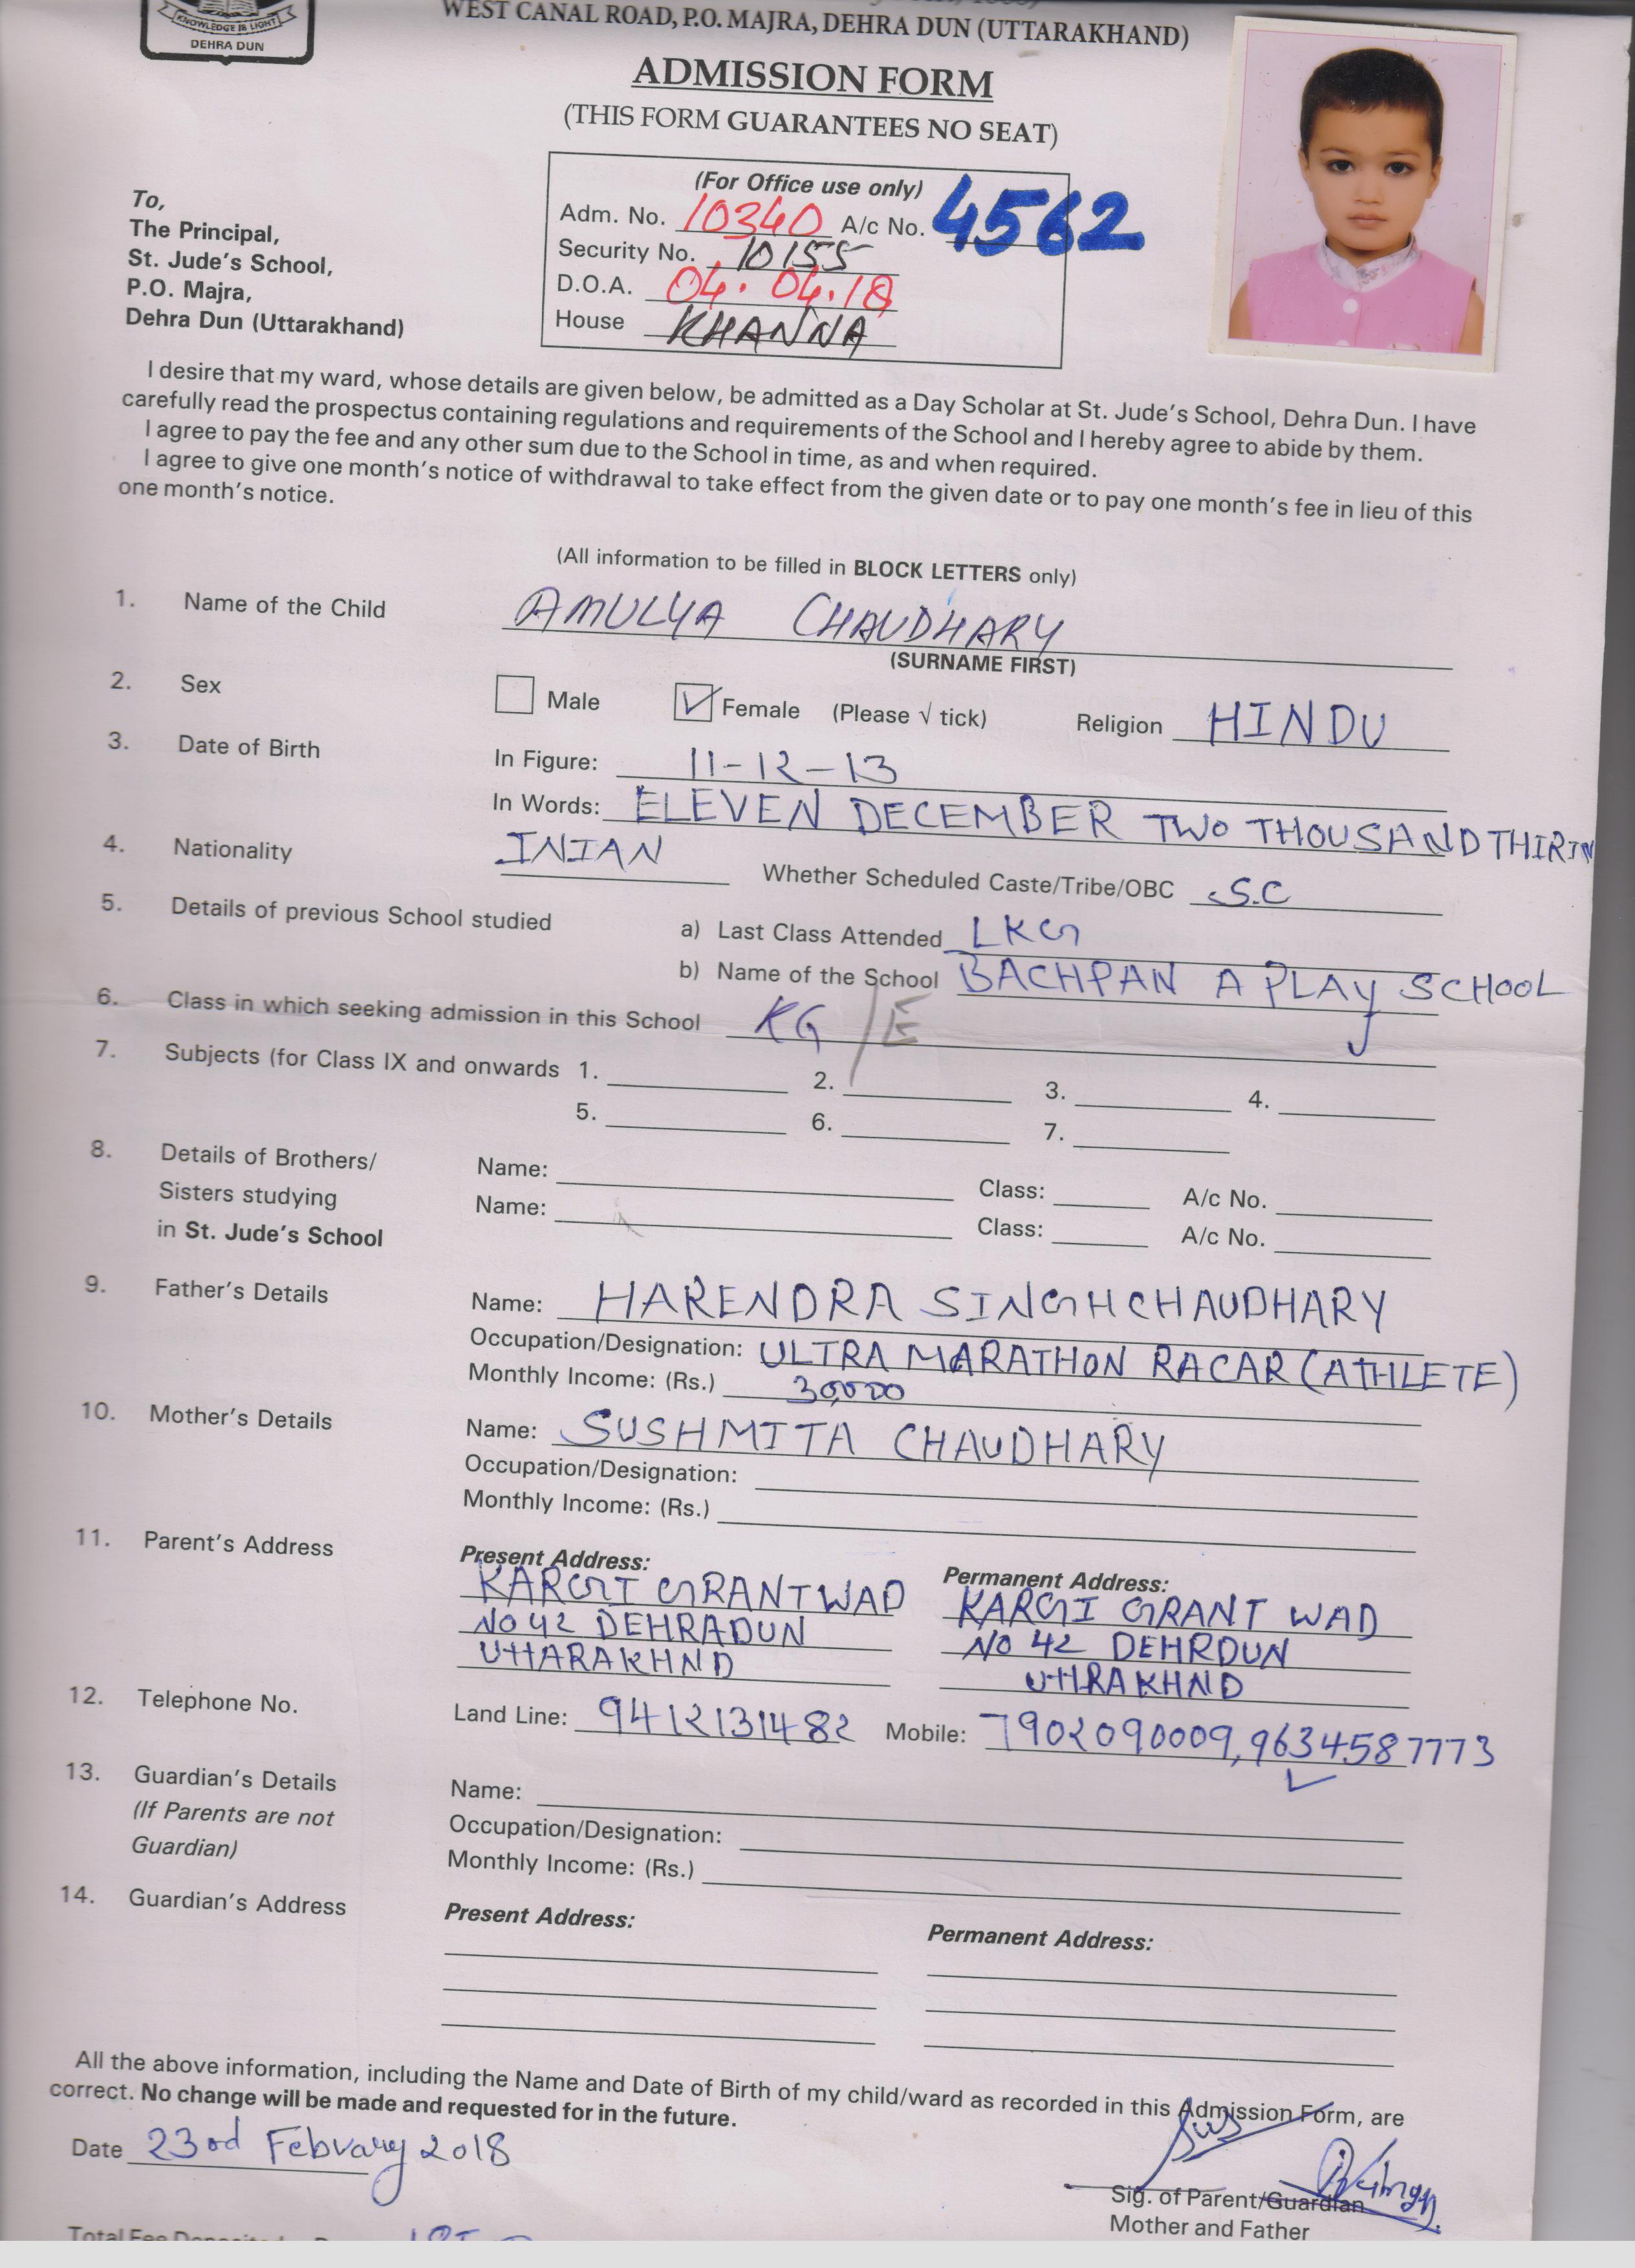 KNOWLEDGE IS LIGHT
DEHRA DUN
WEST CANAL ROAD, P.O. MAJRA, DEHRA DUN (UTTARAKHAND)
ADMISSION FORM
(THIS FORM GUARANTEES NO SEAT)
To,
The Principal,
St. Jude's School,
P.O. Majra,
Dehra Dun (Uttarakhand)
(For Office use only)
Adm. No. 10340 A/c No. 4562
Security No. 10155
D.O.A. 04.04.18
House KHANNA
I desire that my ward, whose details are given below, be admitted as a Day Scholar at St. Jude's School, Dehra Dun. I have
carefully read the prospectus containing regulations and requirements of the School and I hereby agree to abide by them.
I agree to pay the fee and any other sum due to the School in time, as and when required.
I agree to give one month's notice of withdrawal to take effect from the given date or to pay one month's fee in lieu of this
one month's notice.
(All information to be filled in BLOCK LETTERS only)
1. Name of the Child AMULYA CHAUDHARY
(SURNAME FIRST)
2. Sex Male ✓ Female (Please √ tick) Religion HINDU
3. Date of Birth In Figure: 11-12-13
In Words: ELEVEN DECEMBER TWO THOUSAND THIRIN
4. Nationality INIAN Whether Scheduled Caste/Tribe/OBC S.C
5. Details of previous School studied a) Last Class Attended LKG
b) Name of the School BACHPAN A PLAY SCHOOL
6. Class in which seeking admission in this School KG /E
7. Subjects (for Class IX and onwards 1. 2. 3. 4.
5. 6. 7.
8. Details of Brothers/ Name: Class: A/c No.
Sisters studying Name: Class: A/c No.
in St. Jude's School
9. Father's Details Name: HARENDRA SINGH CHAUDHARY
Occupation/Designation: ULTRA MARATHON RACAR (ATHLETE)
Monthly Income: (Rs.) 30,000
10. Mother's Details Name: SUSHMITA CHAUDHARY
Occupation/Designation:
Monthly Income: (Rs.)
11. Parent's Address Present Address: Permanent Address:
KARGI GRANT WAD KARGI GRANT WAD
NO 42 DEHRADUN NO 42 DEHRDUN
UTTARAKHND UTTRAKHND
12. Telephone No. Land Line: 9412131482 Mobile: 7902090009, 9634587773
13. Guardian's Details Name:
(If Parents are not Occupation/Designation:
Guardian) Monthly Income: (Rs.)
14. Guardian's Address Present Address: Permanent Address:
All the above information, including the Name and Date of Birth of my child/ward as recorded in this Admission Form, are
correct. No change will be made and requested for in the future.
Date 23rd February 2018
Sig. of Parent/Guardian
Mother and Father
Total Fee Deposited